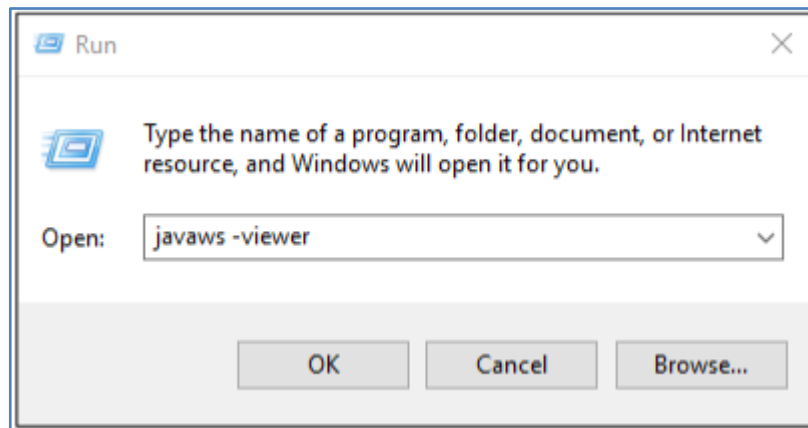 Run
Type the name of a program, folder, document, or Internet
resource, and Windows will open it for you.
Open: javaws -viewer
OK Cancel Browse...